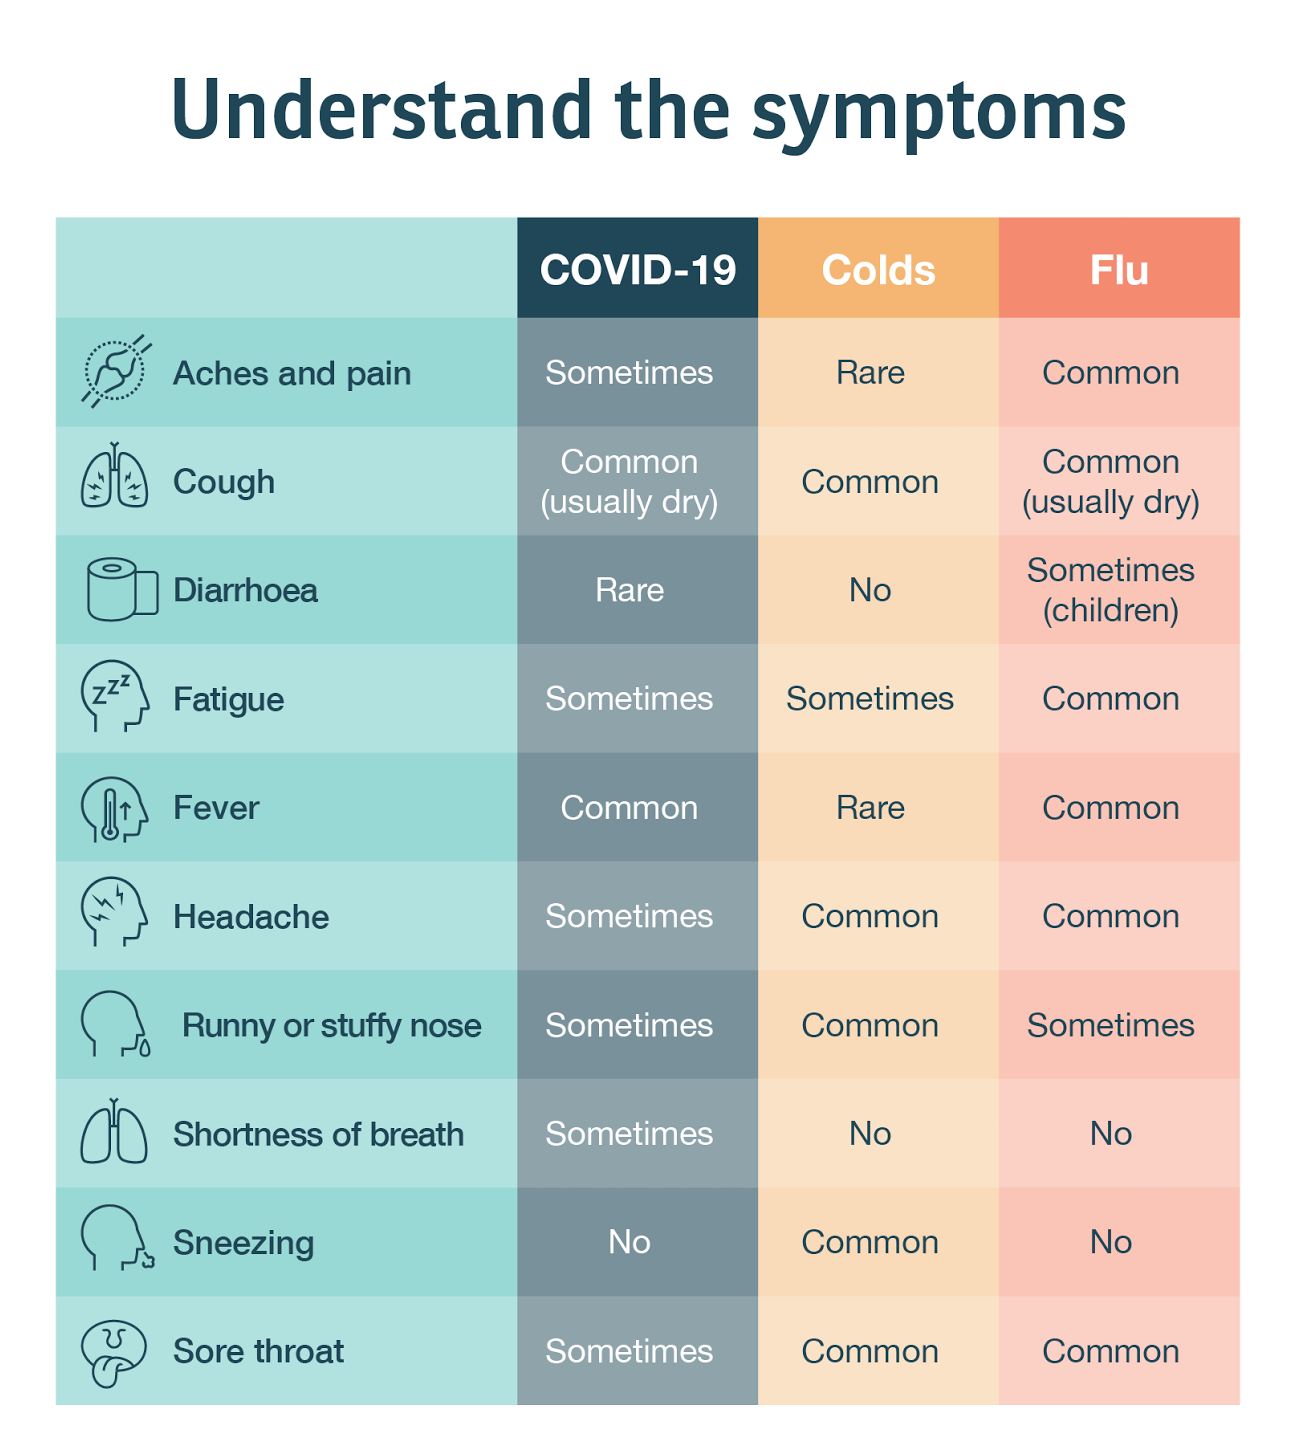 Understand the symptoms
COVID-19 Colds Flu
Aches and pain Sometimes Rare Common
Cough Common (usually dry) Common Common (usually dry)
Diarrhoea Rare No Sometimes (children)
Fatigue Sometimes Sometimes Common
Fever Common Rare Common
Headache Sometimes Common Common
Runny or stuffy nose Sometimes Common Sometimes
Shortness of breath Sometimes No No
Sneezing No Common No
Sore throat Sometimes Common Common